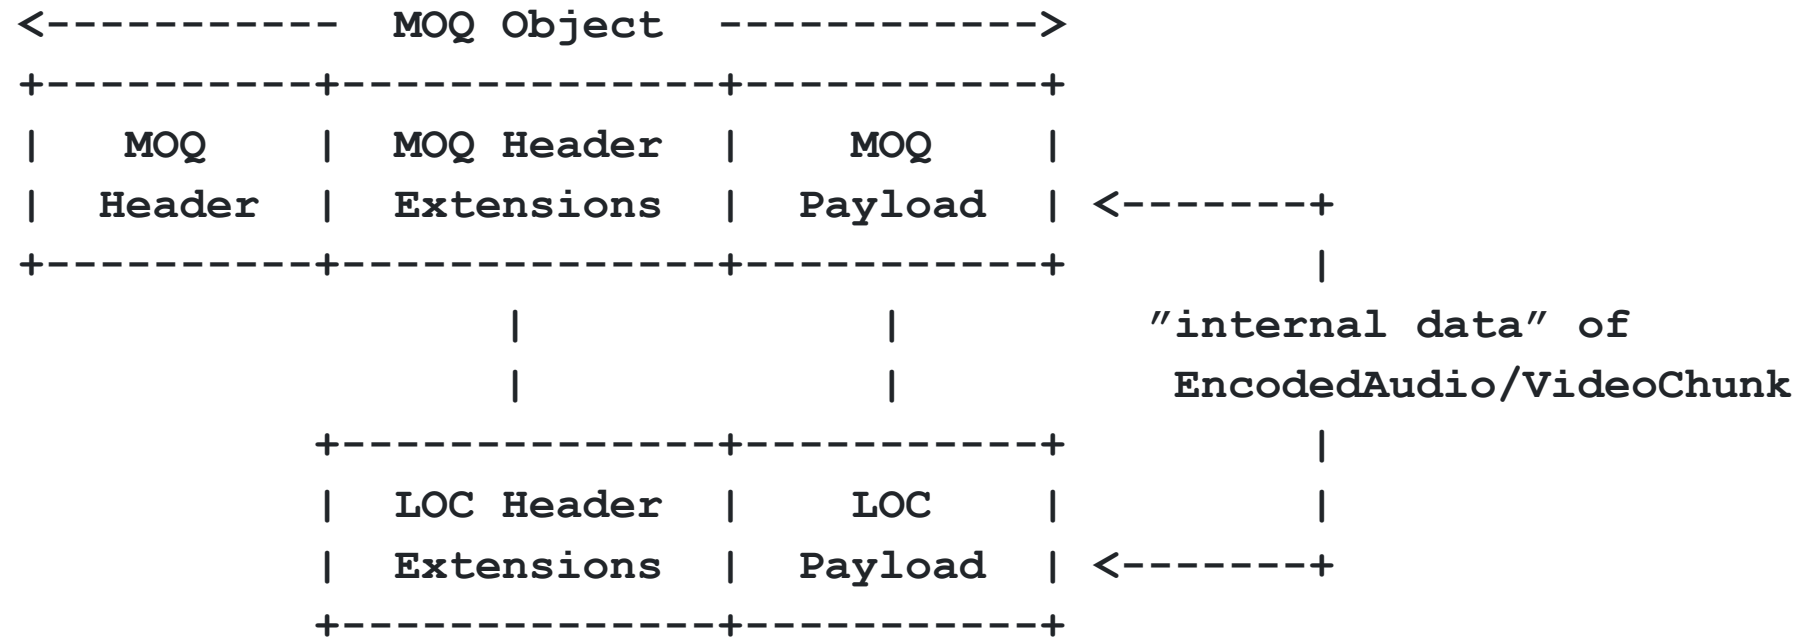 <-----------  MOQ Object  ------------>
+----------+--------------+-----------+
|   MOQ    |  MOQ Header  |    MOQ    |
|  Header  |  Extensions  |  Payload  | <-------+
+----------+--------------+-----------+         |
                  |             |         ”internal data” of
                  |             |          EncodedAudio/VideoChunk
           +--------------+-----------+         |
           |  LOC Header  |    LOC    |         |
           |  Extensions  |  Payload  | <-------+
           +--------------+-----------+